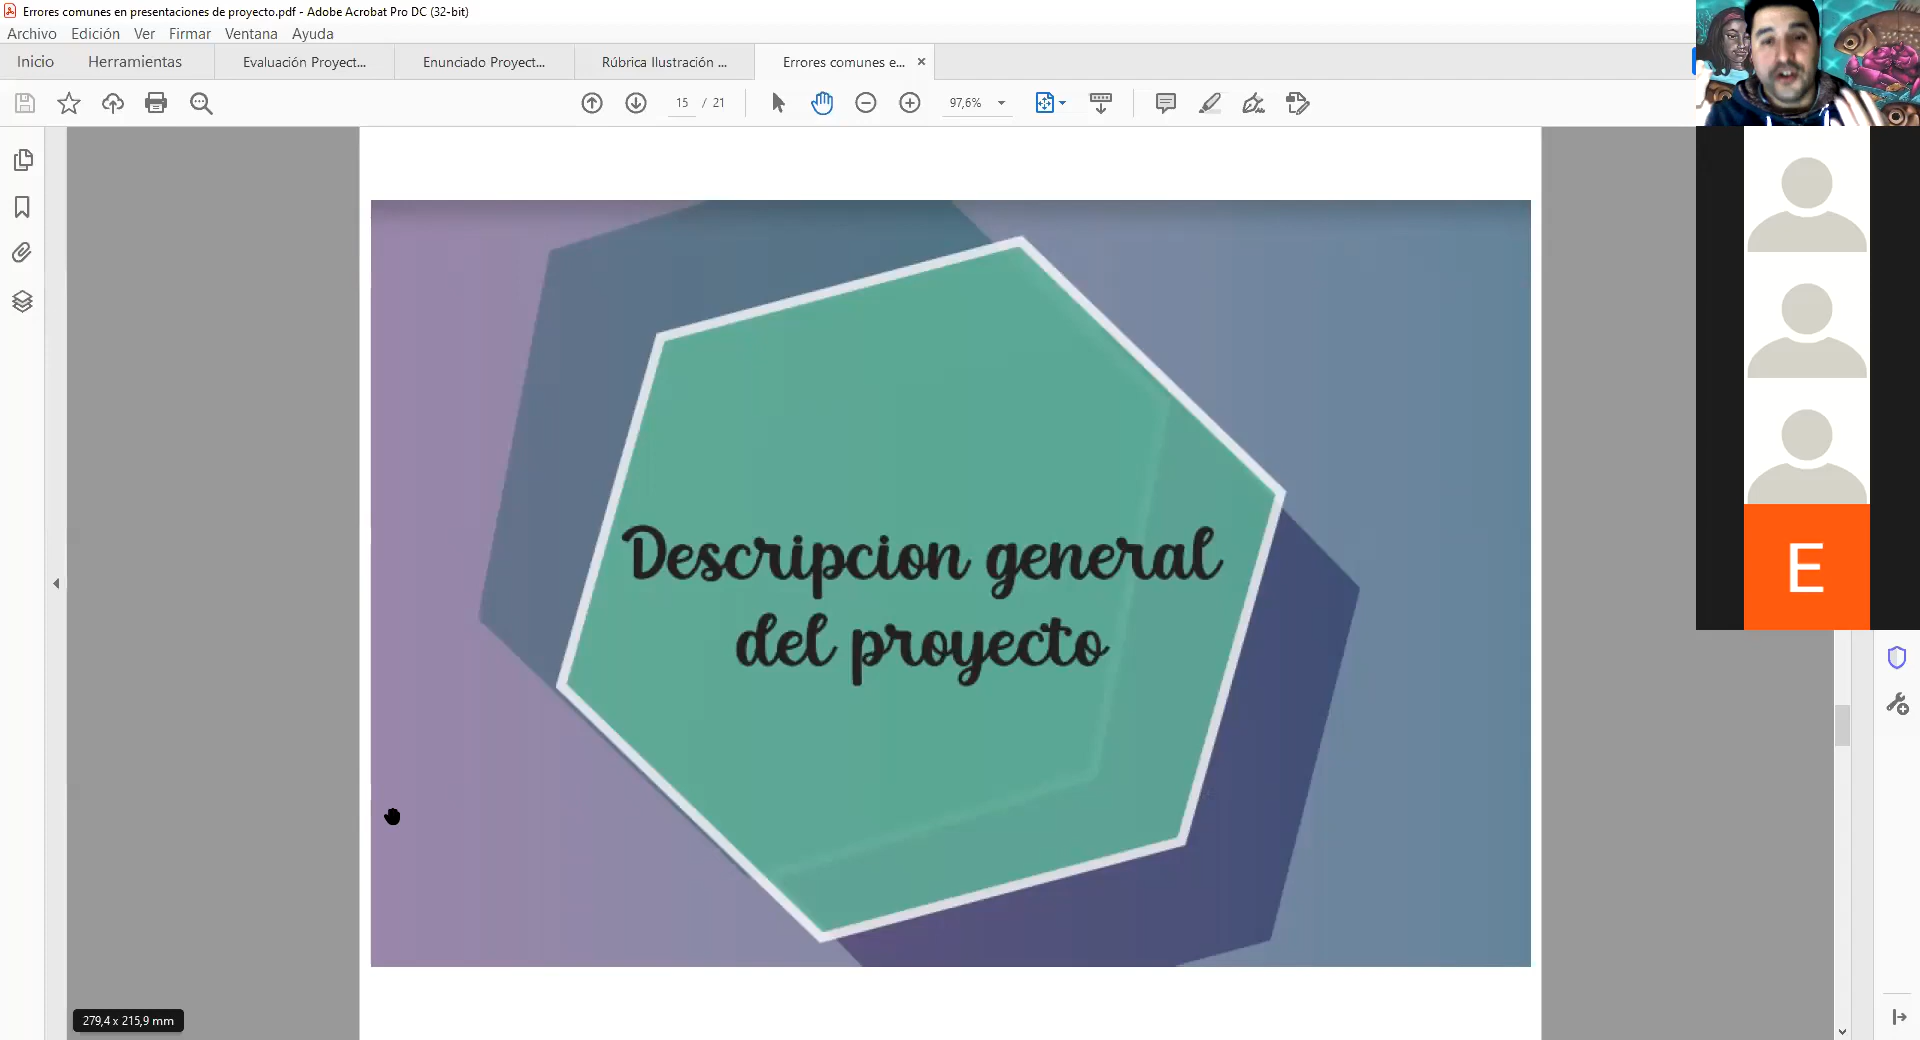 Errores comunes en presentaciones de proyecto.pdf - Adobe Acrobat Pro DC (32-bit)
Archivo Edición Ver Firmar Ventana Ayuda
Inicio Herramientas Evaluación Proyect... Enunciado Proyect... Rúbrica Ilustración ... Errores comunes e...
15 / 21 97,6%
Descripcion general
del proyecto
E
279,4 x 215,9 mm